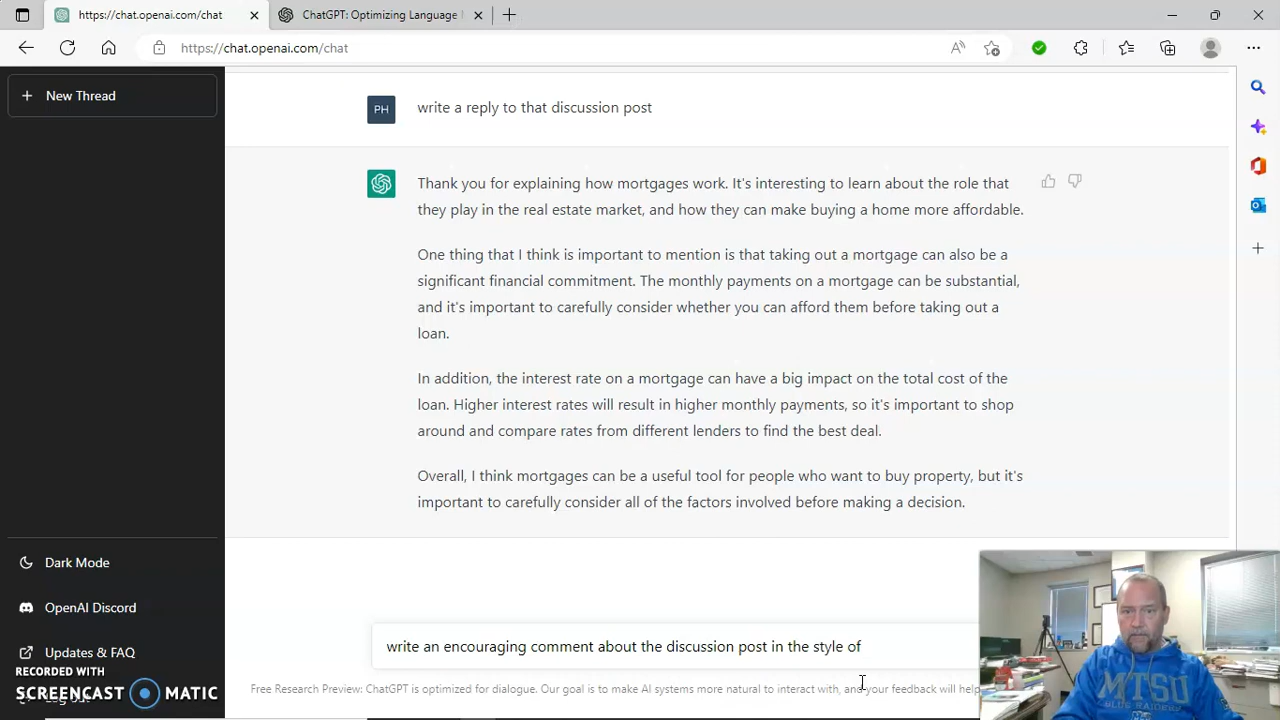 https://chat.openai.com/chat
ChatGPT: Optimizing Language
https://chat.openai.com/chat
New Thread
PH
write a reply to that discussion post
Thank you for explaining how mortgages work. It's interesting to learn about the role that
they play in the real estate market, and how they can make buying a home more affordable.
One thing that I think is important to mention is that taking out a mortgage can also be a
significant financial commitment. The monthly payments on a mortgage can be substantial,
and it's important to carefully consider whether you can afford them before taking out a
loan.
In addition, the interest rate on a mortgage can have a big impact on the total cost of the
loan. Higher interest rates will result in higher monthly payments, so it's important to shop
around and compare rates from different lenders to find the best deal.
Overall, I think mortgages can be a useful tool for people who want to buy property, but it's
important to carefully consider all of the factors involved before making a decision.
Dark Mode
OpenAI Discord
Updates & FAQ
RECORDED WITH
SCREENCAST MATIC
write an encouraging comment about the discussion post in the style of
Free Research Preview: ChatGPT is optimized for dialogue. Our goal is to make AI systems more natural to interact with, and your feedback will help
MTSU
BLUE RAIDERS